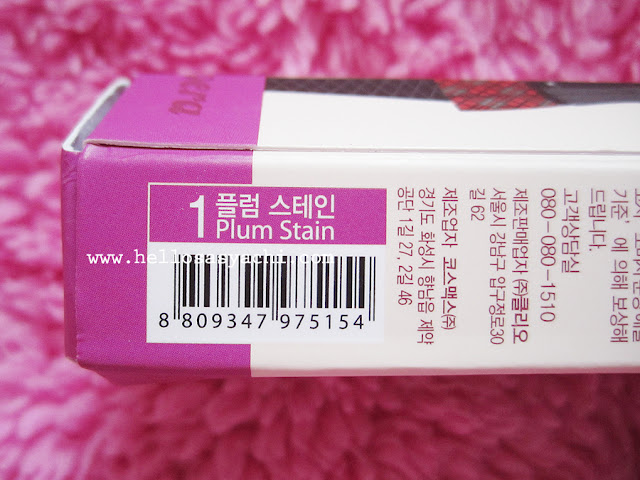 1 플럼 스테인
Plum Stain
www.hellosasyachi.com
8 809347 975154
기준' 에 의해 보상해
드립니다.
고객상담실
080-080-1510
제조판매업자 ㈜클리오
서울시 강남구 압구정로30
길 62
제조업자 코스맥스㈜
경기도 화성시 향남읍 제약
공단 1길 27, 2길 46